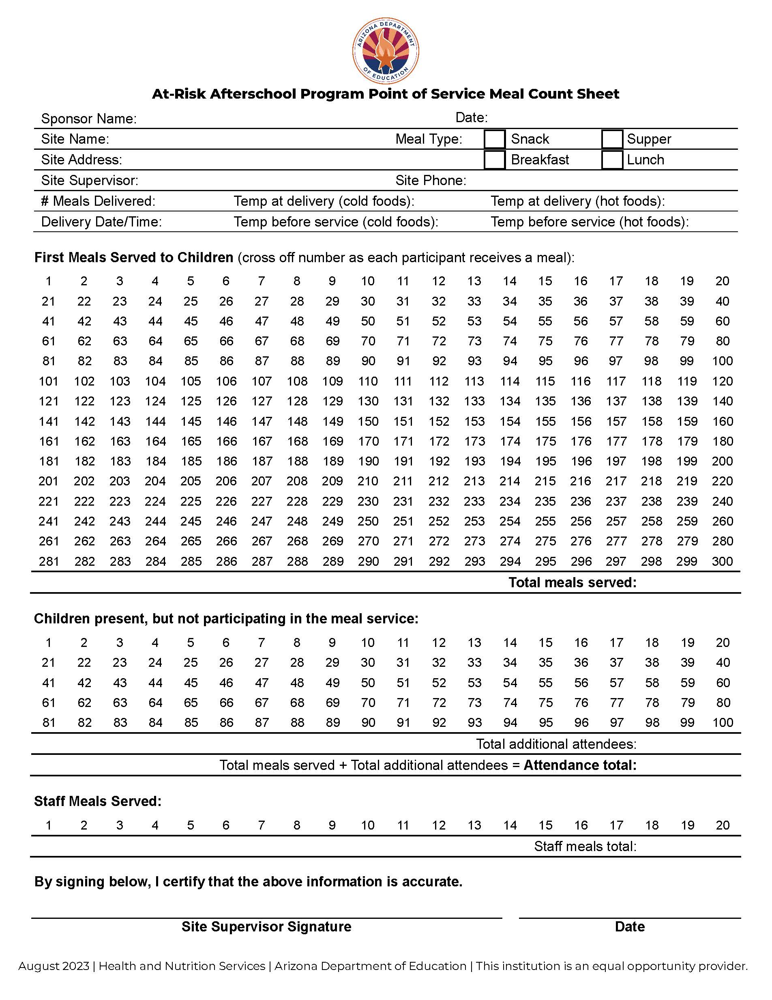 ARIZONA DEPARTMENT
OF EDUCATION
At-Risk Afterschool Program Point of Service Meal Count Sheet
Sponsor Name: Date:
Site Name: Meal Type: Snack Supper
Site Address: Breakfast Lunch
Site Supervisor: Site Phone:
# Meals Delivered: Temp at delivery (cold foods): Temp at delivery (hot foods):
Delivery Date/Time: Temp before service (cold foods): Temp before service (hot foods):
First Meals Served to Children (cross off number as each participant receives a meal):
1 2 3 4 5 6 7 8 9 10 11 12 13 14 15 16 17 18 19 20
21 22 23 24 25 26 27 28 29 30 31 32 33 34 35 36 37 38 39 40
41 42 43 44 45 46 47 48 49 50 51 52 53 54 55 56 57 58 59 60
61 62 63 64 65 66 67 68 69 70 71 72 73 74 75 76 77 78 79 80
81 82 83 84 85 86 87 88 89 90 91 92 93 94 95 96 97 98 99 100
101 102 103 104 105 106 107 108 109 110 111 112 113 114 115 116 117 118 119 120
121 122 123 124 125 126 127 128 129 130 131 132 133 134 135 136 137 138 139 140
141 142 143 144 145 146 147 148 149 150 151 152 153 154 155 156 157 158 159 160
161 162 163 164 165 166 167 168 169 170 171 172 173 174 175 176 177 178 179 180
181 182 183 184 185 186 187 188 189 190 191 192 193 194 195 196 197 198 199 200
201 202 203 204 205 206 207 208 209 210 211 212 213 214 215 216 217 218 219 220
221 222 223 224 225 226 227 228 229 230 231 232 233 234 235 236 237 238 239 240
241 242 243 244 245 246 247 248 249 250 251 252 253 254 255 256 257 258 259 260
261 262 263 264 265 266 267 268 269 270 271 272 273 274 275 276 277 278 279 280
281 282 283 284 285 286 287 288 289 290 291 292 293 294 295 296 297 298 299 300
Total meals served:
Children present, but not participating in the meal service:
1 2 3 4 5 6 7 8 9 10 11 12 13 14 15 16 17 18 19 20
21 22 23 24 25 26 27 28 29 30 31 32 33 34 35 36 37 38 39 40
41 42 43 44 45 46 47 48 49 50 51 52 53 54 55 56 57 58 59 60
61 62 63 64 65 66 67 68 69 70 71 72 73 74 75 76 77 78 79 80
81 82 83 84 85 86 87 88 89 90 91 92 93 94 95 96 97 98 99 100
Total additional attendees:
Total meals served + Total additional attendees = Attendance total:
Staff Meals Served:
1 2 3 4 5 6 7 8 9 10 11 12 13 14 15 16 17 18 19 20
Staff meals total:
By signing below, I certify that the above information is accurate.
Site Supervisor Signature Date
August 2023 | Health and Nutrition Services | Arizona Department of Education | This institution is an equal opportunity provider.